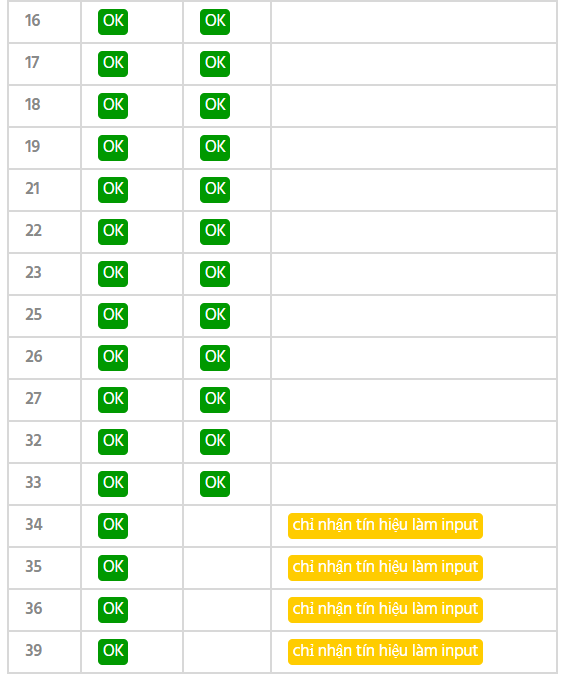 16 OK OK
17 OK OK
18 OK OK
19 OK OK
21 OK OK
22 OK OK
23 OK OK
25 OK OK
26 OK OK
27 OK OK
32 OK OK
33 OK OK
34 OK chỉ nhận tín hiệu làm input
35 OK chỉ nhận tín hiệu làm input
36 OK chỉ nhận tín hiệu làm input
39 OK chỉ nhận tín hiệu làm input